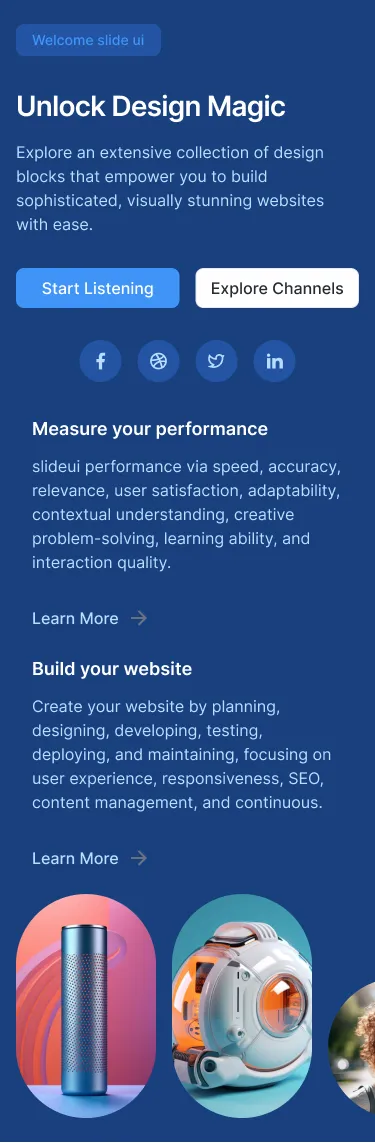 Welcome slide ui
Unlock Design Magic
Explore an extensive collection of design
blocks that empower you to build
sophisticated, visually stunning websites
with ease.
Start Listening
Explore Channels
Measure your performance
slideui performance via speed, accuracy,
relevance, user satisfaction, adaptability,
contextual understanding, creative
problem-solving, learning ability, and
interaction quality.
Learn More
Build your website
Create your website by planning,
designing, developing, testing,
deploying, and maintaining, focusing on
user experience, responsiveness, SEO,
content management, and continuous.
Learn More